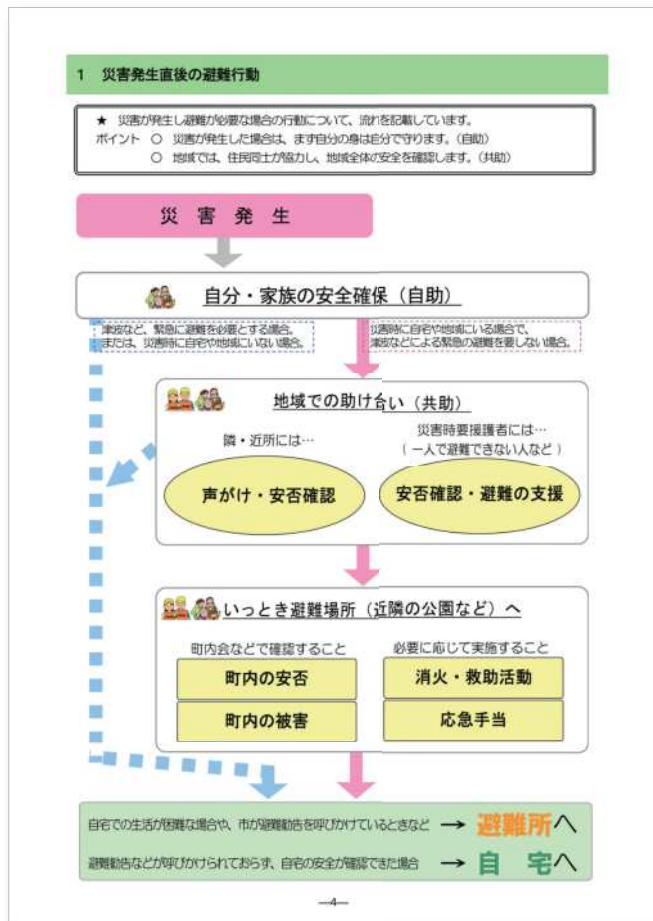 1 災害発生直後の避難行動
★ 災害が発生し避難が必要な場合の行動について、流れを記載しています。
ポイント ○ 災害が発生した場合は、まず自分の身は自分で守ります。(自助)
○ 地域では、住民同士が協力し、地域全体の安全を確認します。(共助)
災 害 発 生
自分・家族の安全確保(自助)
津波など、緊急に避難を必要とする場合。
または、災害時に自宅や地域にいない場合。
災害時に自宅や地域にいる場合で、
津波などによる緊急の避難を要しない場合。
地域での助け合い(共助)
隣・近所には…
声がけ・安否確認
災害時要援護者には…
(一人で避難できない人など)
安否確認・避難の支援
いっとき避難場所(近隣の公園など)へ
町内会などで確認すること
町内の安否
町内の被害
必要に応じて実施すること
消火・救助活動
応急手当
自宅での生活が困難な場合や、市が避難勧告を呼びかけているときなど → 避難所へ
避難勧告などが呼びかけられておらず、自宅の安全が確認できた場合 → 自 宅へ
—4—